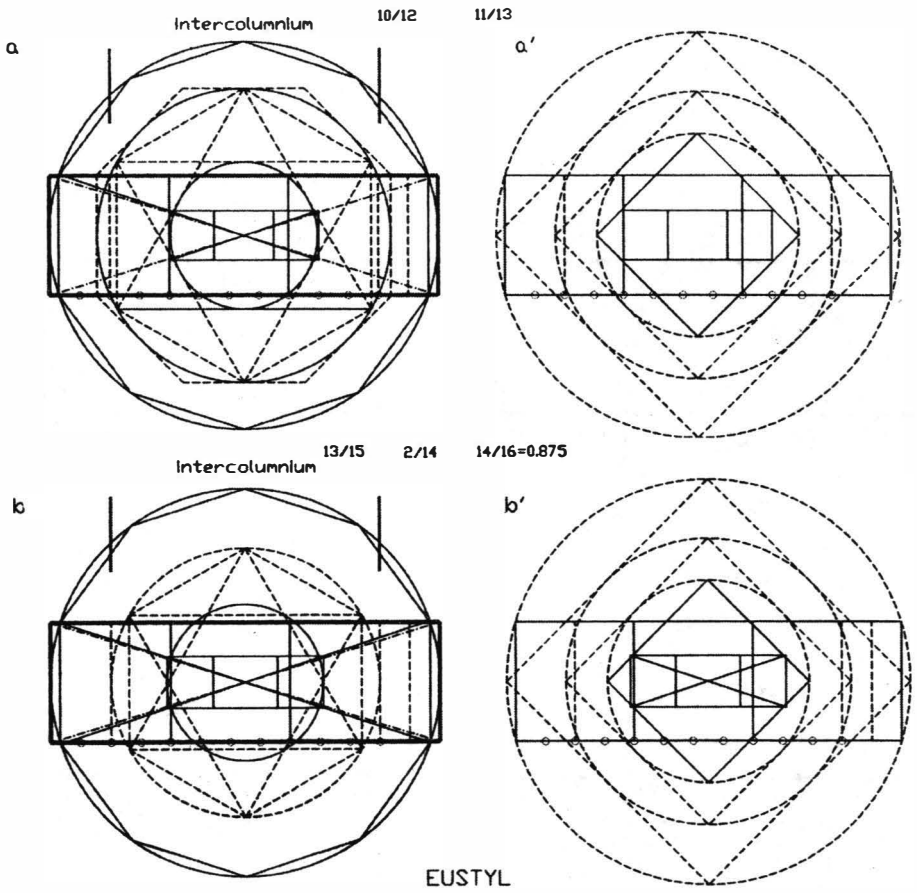 10/12 11/13
Intercolumnium
a a′
13/15 2/14 14/16=0.875
Intercolumnium
b b′
EUSTYL